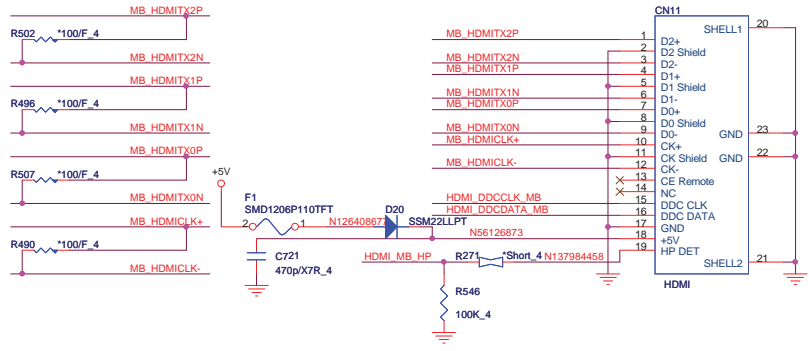 MB_HDMITX2P
R502
*100/F_4
MB_HDMITX2N
MB_HDMITX1P
R496
*100/F_4
MB_HDMITX1N
MB_HDMITX0P
R507
*100/F_4
MB_HDMITX0N
MB_HDMICLK+
R490
*100/F_4
MB_HDMICLK-
+5V
F1
SMD1206P110TFT
2
1
N12640867
D20
SSM22LLPT
N56126873
C721
470p/X7R_4
HDMI_MB_HP
R271
*Short_4
N137984458
R546
100K_4
CN11
MB_HDMITX2P
1
D2+
2
D2 Shield
MB_HDMITX2N
3
D2-
MB_HDMITX1P
4
D1+
5
D1 Shield
MB_HDMITX1N
6
D1-
MB_HDMITX0P
7
D0+
8
D0 Shield
MB_HDMITX0N
9
D0-
MB_HDMICLK+
10
CK+
11
CK Shield
MB_HDMICLK-
12
CK-
13
CE Remote
14
NC
HDMI_DDCCLK_MB
15
DDC CLK
HDMI_DDCDATA_MB
16
DDC DATA
17
GND
18
+5V
19
HP DET
SHELL1
20
GND
23
GND
22
SHELL2
21
HDMI